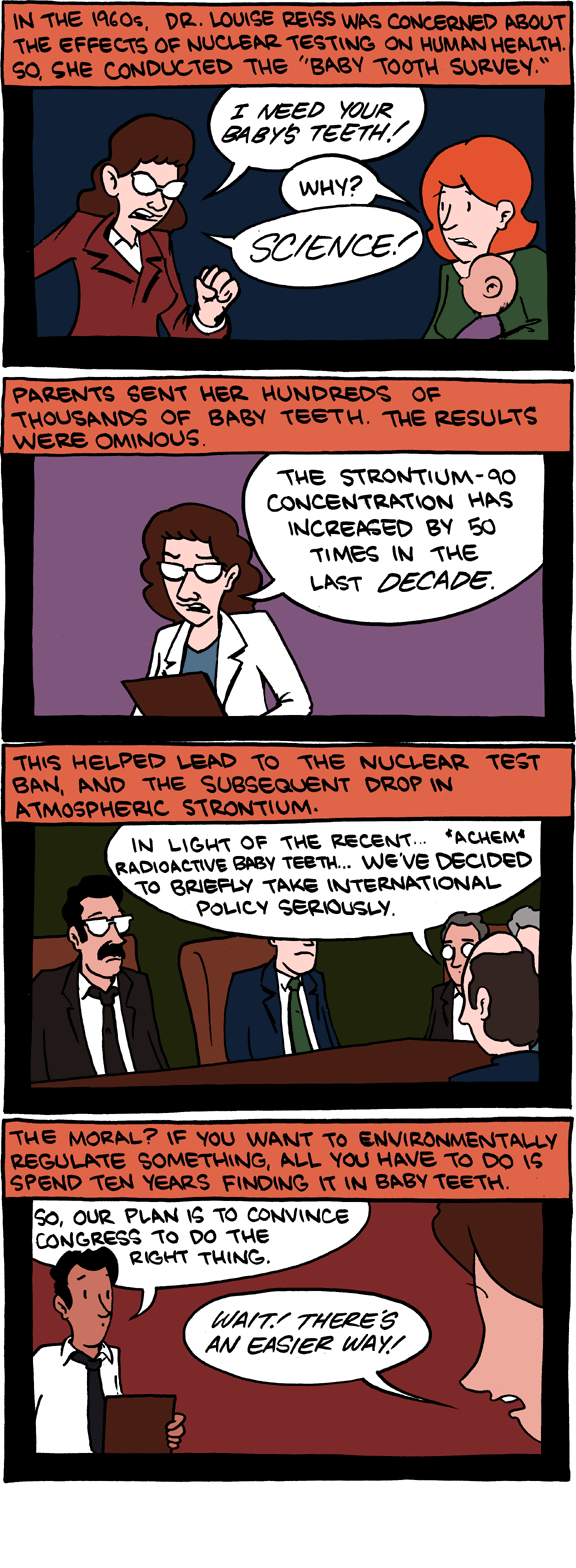 IN THE 1960s, DR. LOUISE REISS WAS CONCERNED ABOUT
THE EFFECTS OF NUCLEAR TESTING ON HUMAN HEALTH.
SO, SHE CONDUCTED THE "BABY TOOTH SURVEY."
I NEED YOUR
BABY'S TEETH!
WHY?
SCIENCE!
PARENTS SENT HER HUNDREDS OF
THOUSANDS OF BABY TEETH. THE RESULTS
WERE OMINOUS.
THE STRONTIUM-90
CONCENTRATION HAS
INCREASED BY 50
TIMES IN THE
LAST DECADE.
THIS HELPED LEAD TO THE NUCLEAR TEST
BAN, AND THE SUBSEQUENT DROP IN
ATMOSPHERIC STRONTIUM.
IN LIGHT OF THE RECENT... *ACHEM*
RADIOACTIVE BABY TEETH... WE'VE DECIDED
TO BRIEFLY TAKE INTERNATIONAL
POLICY SERIOUSLY.
THE MORAL? IF YOU WANT TO ENVIRONMENTALLY
REGULATE SOMETHING, ALL YOU HAVE TO DO IS
SPEND TEN YEARS FINDING IT IN BABY TEETH.
SO, OUR PLAN IS TO CONVINCE
CONGRESS TO DO THE
RIGHT THING.
WAIT! THERE'S
AN EASIER WAY!